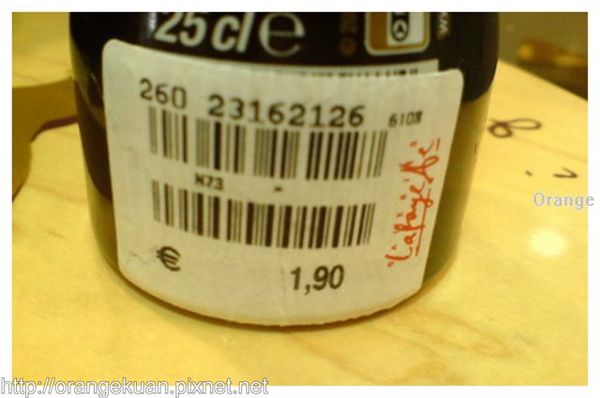 25 cl e
260 23162126 6108
N73 -
Lafayette
€ 1,90
Orange
http://orangekuan.pixnet.net